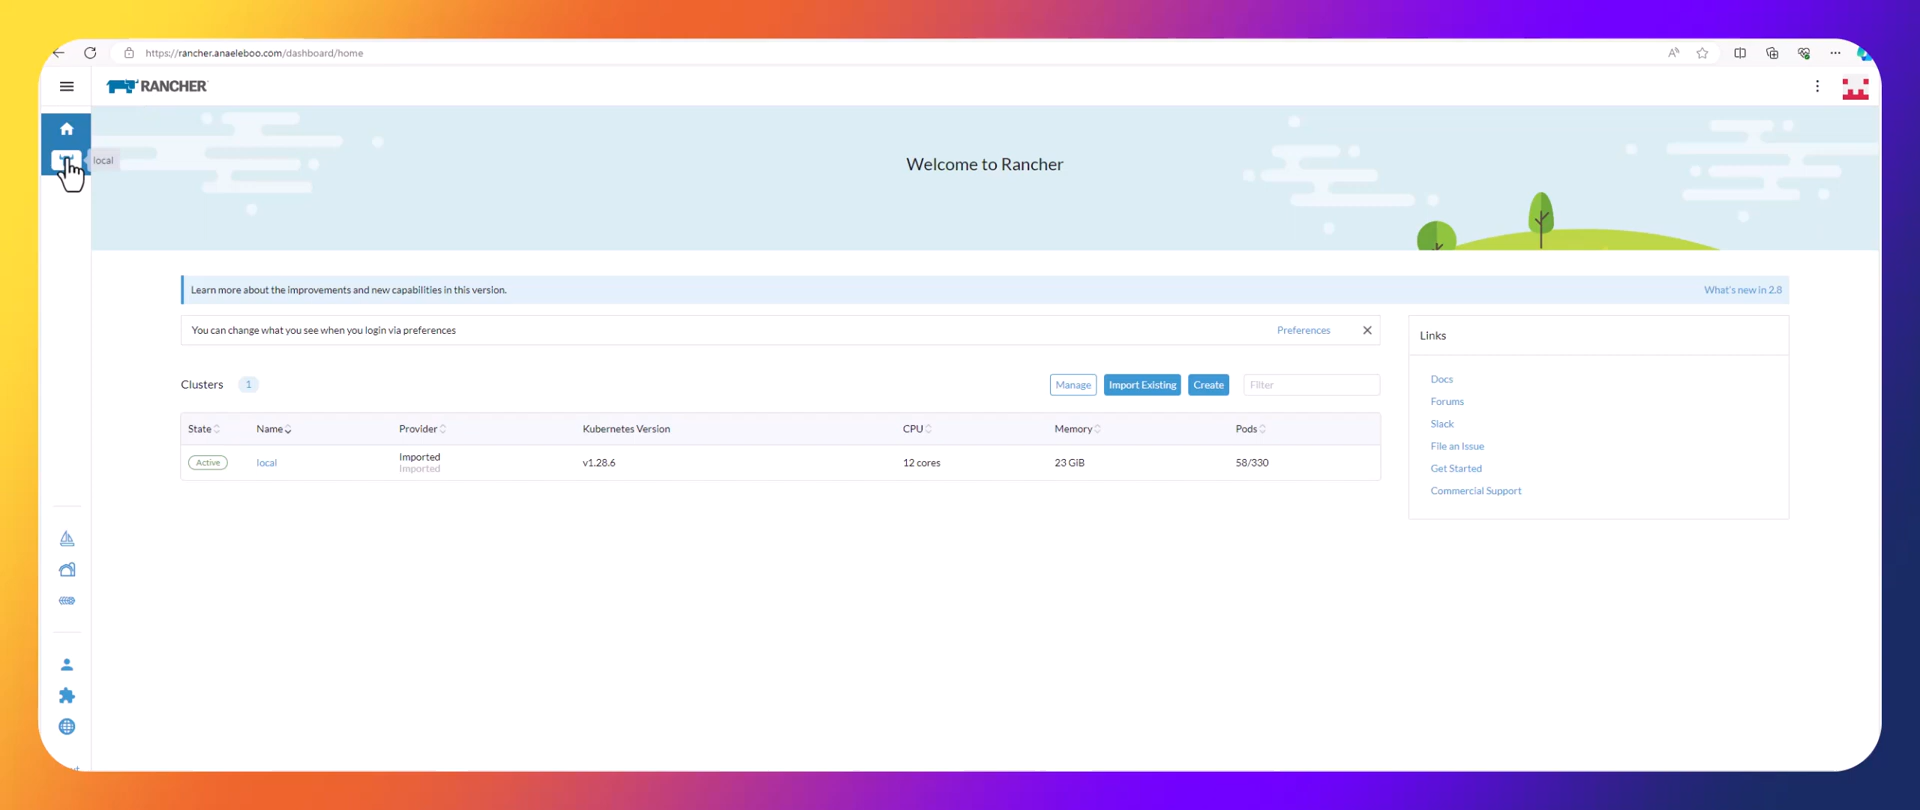 https://rancher.anaeleboo.com/dashboard/home
RANCHER
local
Welcome to Rancher
Learn more about the improvements and new capabilities in this version.
What's new in 2.8
You can change what you see when you login via preferences
Preferences
Links
Docs
Forums
Slack
File an Issue
Get Started
Commercial Support
Clusters 1
Manage
Import Existing
Create
Filter
State Name Provider Kubernetes Version CPU Memory Pods
Active local Imported v1.28.6 12 cores 23 GiB 58/330
Imported